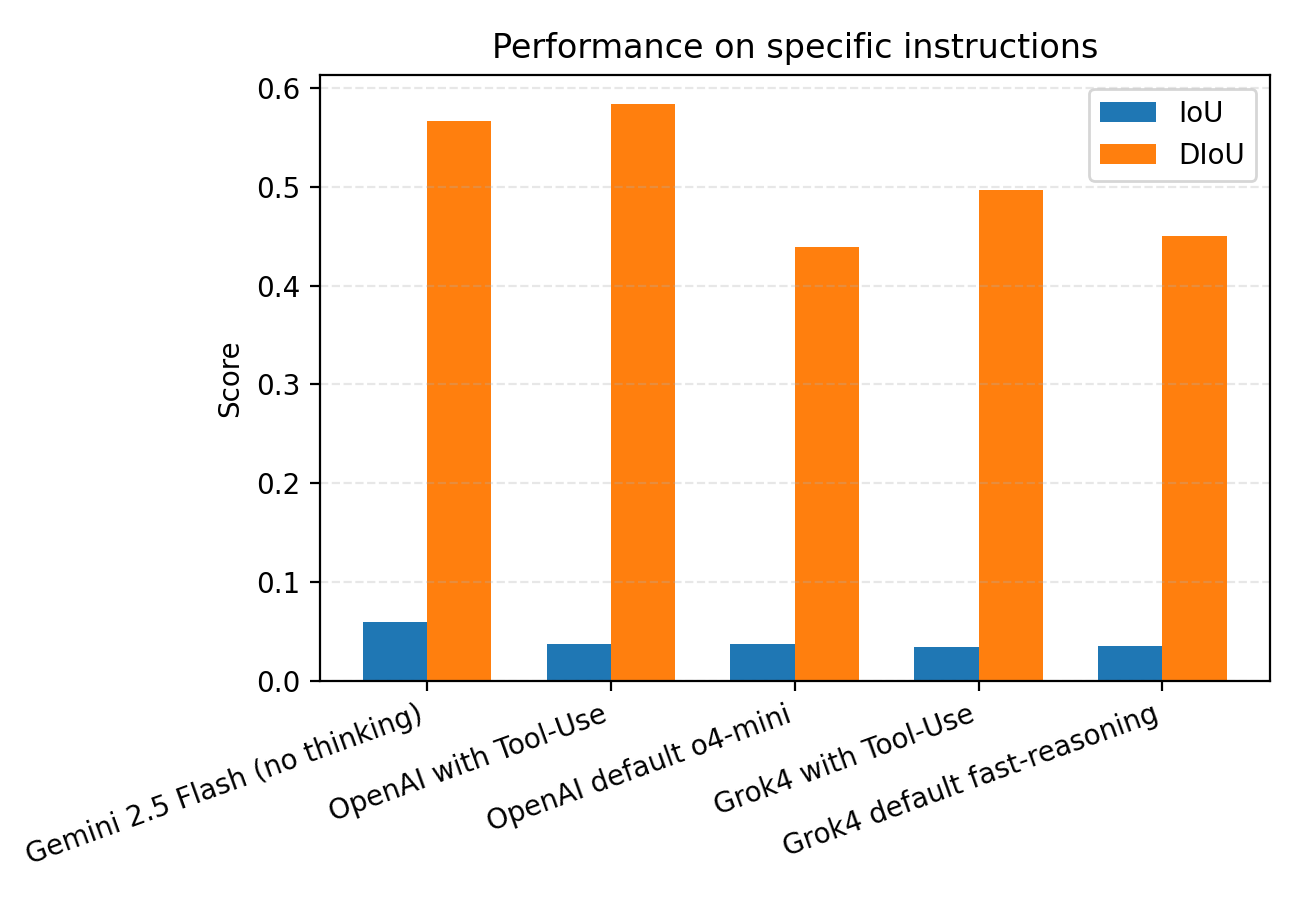 Performance on specific instructions
IoU
DIoU
Score
0.6
0.5
0.4
0.3
0.2
0.1
0.0
Gemini 2.5 Flash (no thinking)
OpenAI with Tool-Use
OpenAI default o4-mini
Grok4 with Tool-Use
Grok4 default fast-reasoning